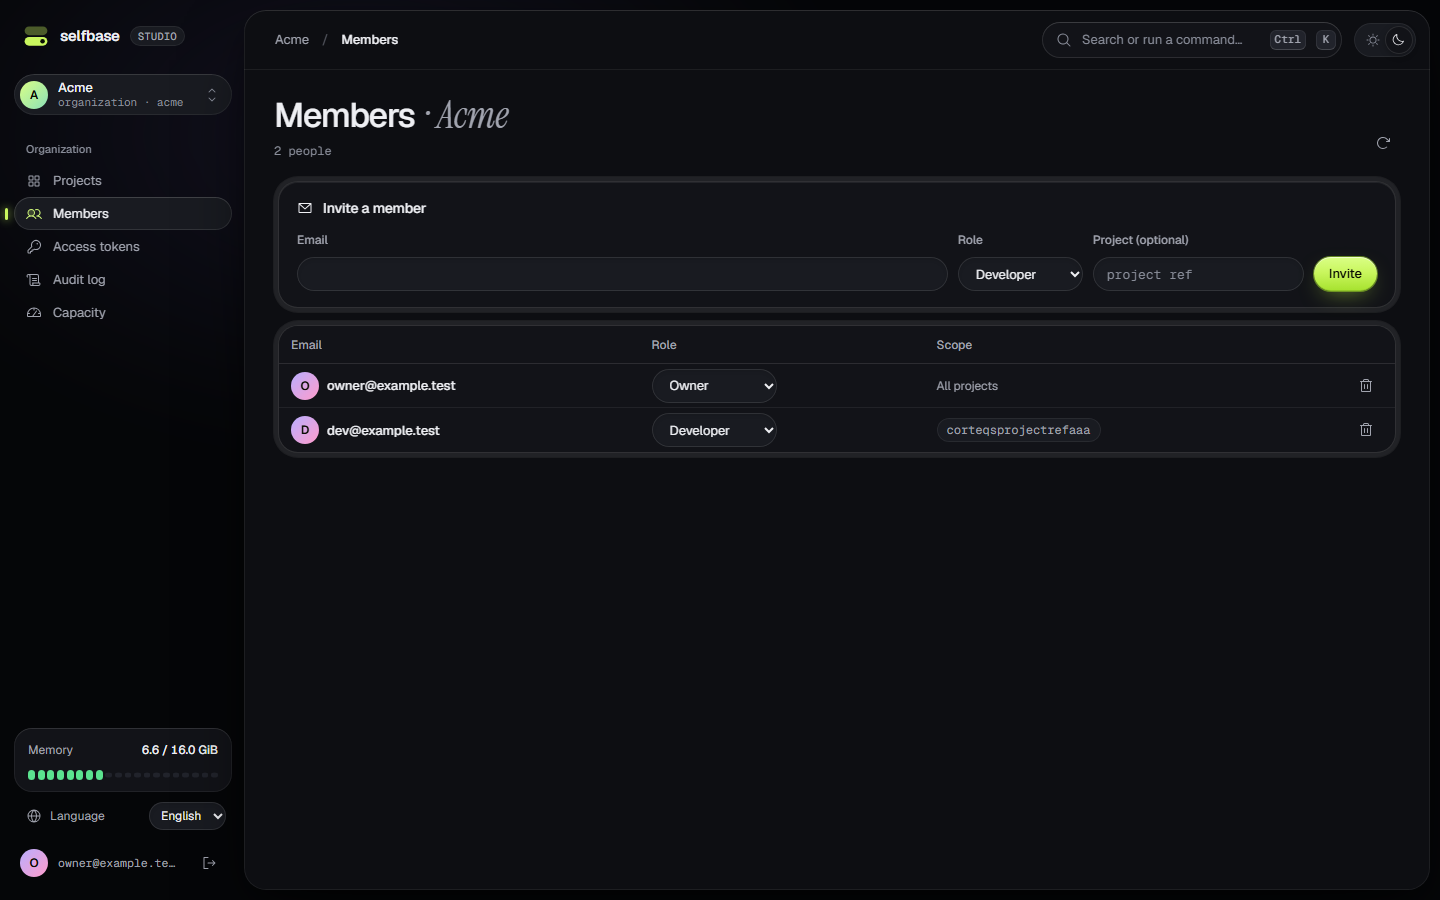 selfbase STUDIO
Acme
organization · acme
Organization
Projects
Members
Access tokens
Audit log
Capacity
Memory 6.6 / 16.0 GiB
Language English
O owner@example.te…
Acme / Members
Search or run a command… Ctrl K
Members · Acme
2 people
Invite a member
Email Role Project (optional)
Developer project ref Invite
Email Role Scope
O owner@example.test Owner All projects
D dev@example.test Developer corteqsprojectrefaaa